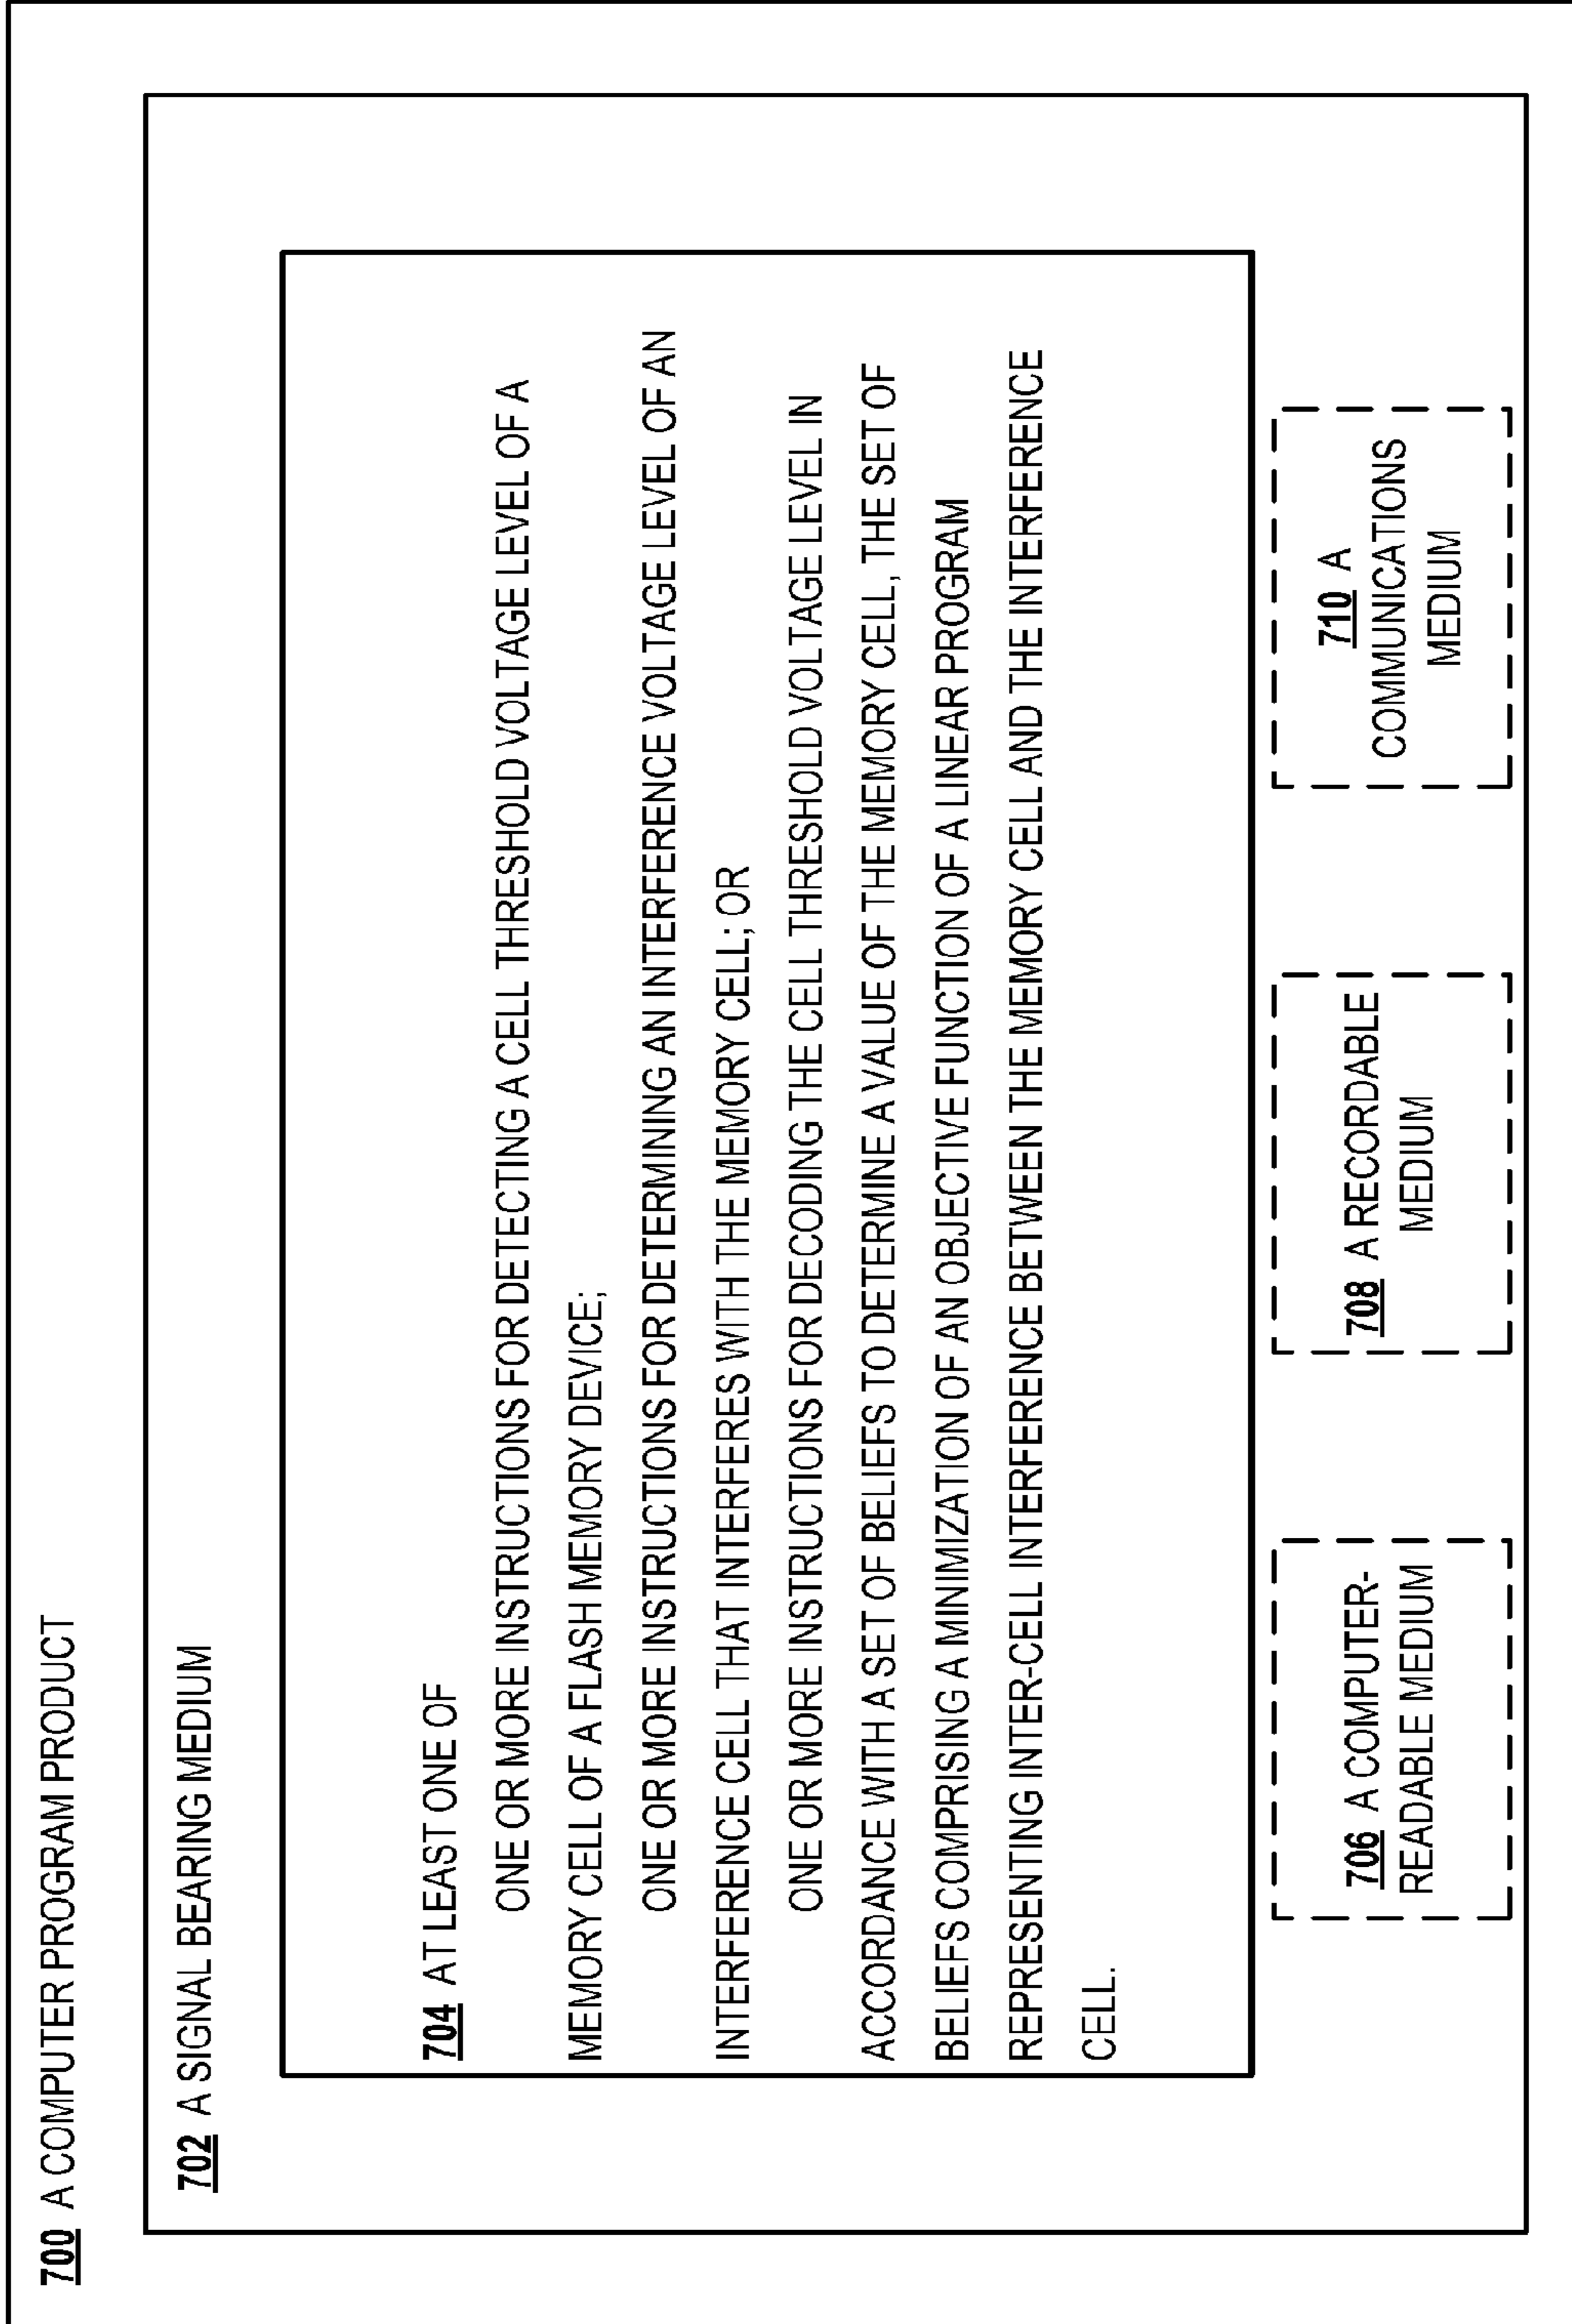 700 A COMPUTER PROGRAM PRODUCT
702 A SIGNAL BEARING MEDIUM
704 AT LEAST ONE OF
ONE OR MORE INSTRUCTIONS FOR DETECTING A CELL THRESHOLD VOLTAGE LEVEL OF A
MEMORY CELL OF A FLASH MEMORY DEVICE;
ONE OR MORE INSTRUCTIONS FOR DETERMINING AN INTERFERENCE VOLTAGE LEVEL OF AN
INTERFERENCE CELL THAT INTERFERES WITH THE MEMORY CELL; OR
ONE OR MORE INSTRUCTIONS FOR DECODING THE CELL THRESHOLD VOLTAGE LEVEL IN
ACCORDANCE WITH A SET OF BELIEFS TO DETERMINE A VALUE OF THE MEMORY CELL, THE SET OF
BELIEFS COMPRISING A MINIMIZATION OF AN OBJECTIVE FUNCTION OF A LINEAR PROGRAM
REPRESENTING INTER-CELL INTERFERENCE BETWEEN THE MEMORY CELL AND THE INTERFERENCE
CELL.
706 A COMPUTER-
READABLE MEDIUM
708 A RECORDABLE
MEDIUM
710 A
COMMUNICATIONS
MEDIUM